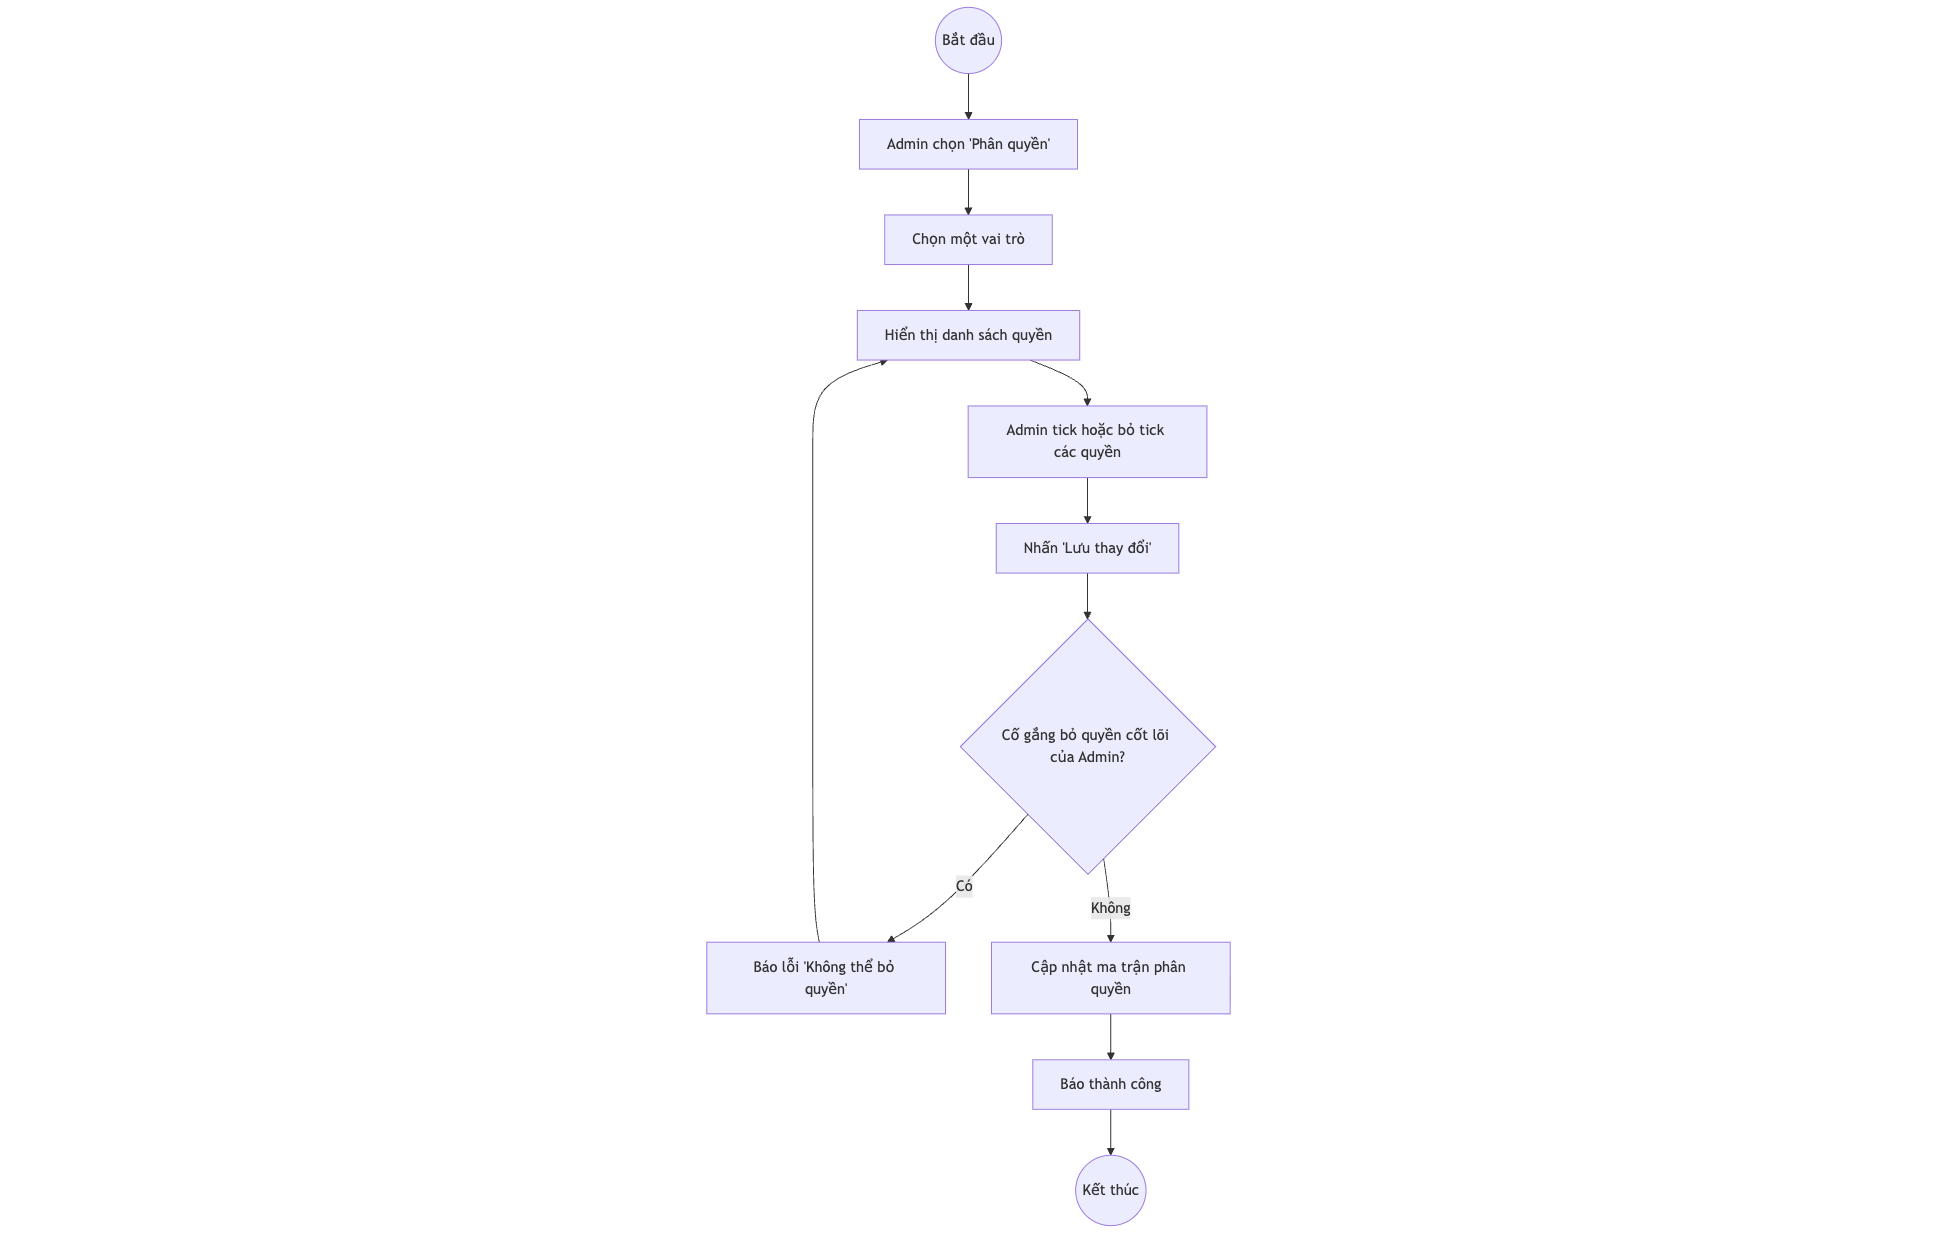 Bắt đầu
Admin chọn 'Phân quyền'
Chọn một vai trò
Hiển thị danh sách quyền
Admin tick hoặc bỏ tick
các quyền
Nhấn 'Lưu thay đổi'
Cố gắng bỏ quyền cốt lõi
của Admin?
Có
Không
Báo lỗi 'Không thể bỏ
quyền'
Cập nhật ma trận phân
quyền
Báo thành công
Kết thúc